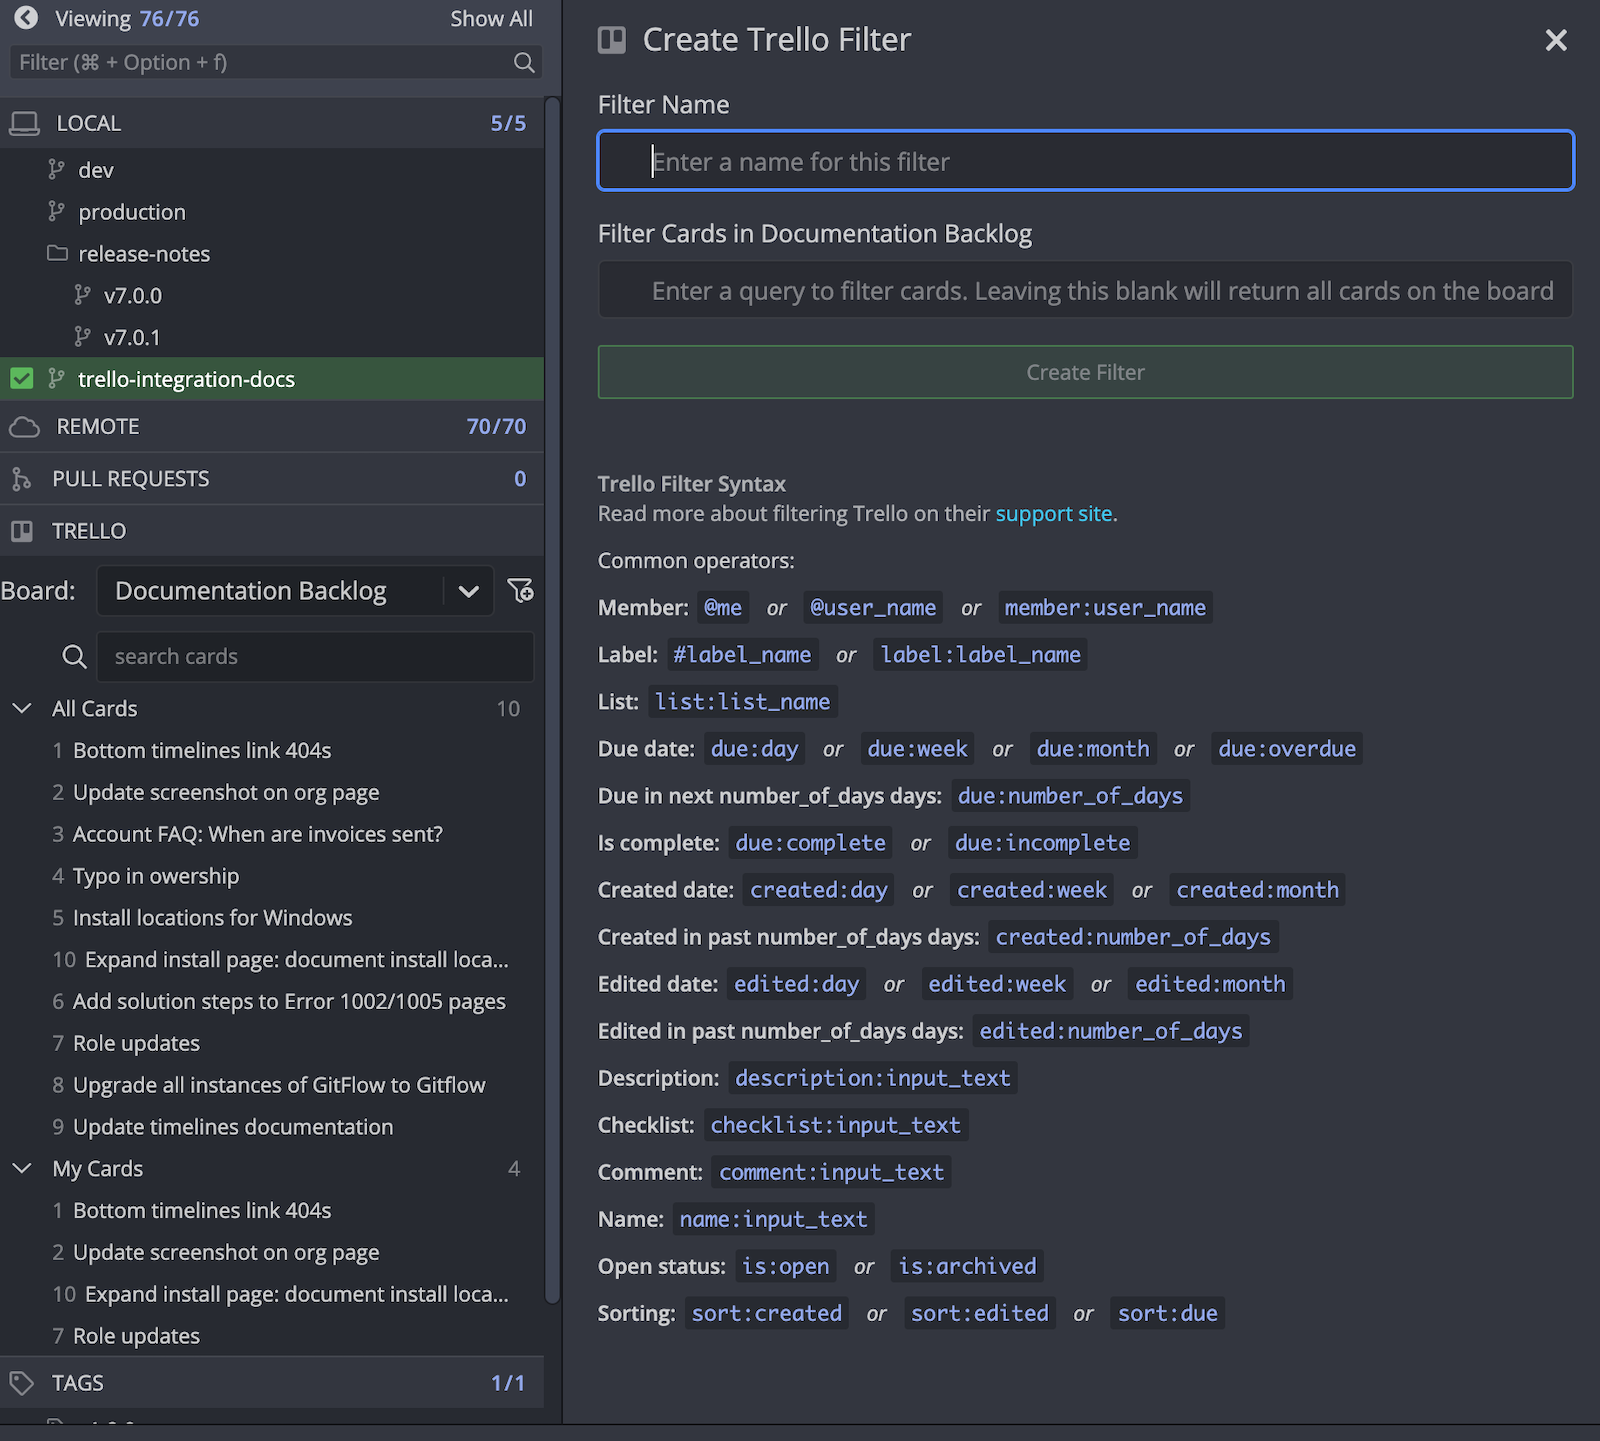 Viewing 76/76 Show All
Filter (⌘ + Option + f)
LOCAL 5/5
dev
production
release-notes
v7.0.0
v7.0.1
trello-integration-docs
REMOTE 70/70
PULL REQUESTS 0
TRELLO
Board: Documentation Backlog
search cards
All Cards 10
1 Bottom timelines link 404s
2 Update screenshot on org page
3 Account FAQ: When are invoices sent?
4 Typo in owership
5 Install locations for Windows
10 Expand install page: document install loca...
6 Add solution steps to Error 1002/1005 pages
7 Role updates
8 Upgrade all instances of GitFlow to Gitflow
9 Update timelines documentation
My Cards 4
1 Bottom timelines link 404s
2 Update screenshot on org page
10 Expand install page: document install loca...
7 Role updates
TAGS 1/1
Create Trello Filter
Filter Name
Enter a name for this filter
Filter Cards in Documentation Backlog
Enter a query to filter cards. Leaving this blank will return all cards on the board
Create Filter
Trello Filter Syntax
Read more about filtering Trello on their support site.
Common operators:
Member: @me or @user_name or member:user_name
Label: #label_name or label:label_name
List: list:list_name
Due date: due:day or due:week or due:month or due:overdue
Due in next number_of_days days: due:number_of_days
Is complete: due:complete or due:incomplete
Created date: created:day or created:week or created:month
Created in past number_of_days days: created:number_of_days
Edited date: edited:day or edited:week or edited:month
Edited in past number_of_days days: edited:number_of_days
Description: description:input_text
Checklist: checklist:input_text
Comment: comment:input_text
Name: name:input_text
Open status: is:open or is:archived
Sorting: sort:created or sort:edited or sort:due